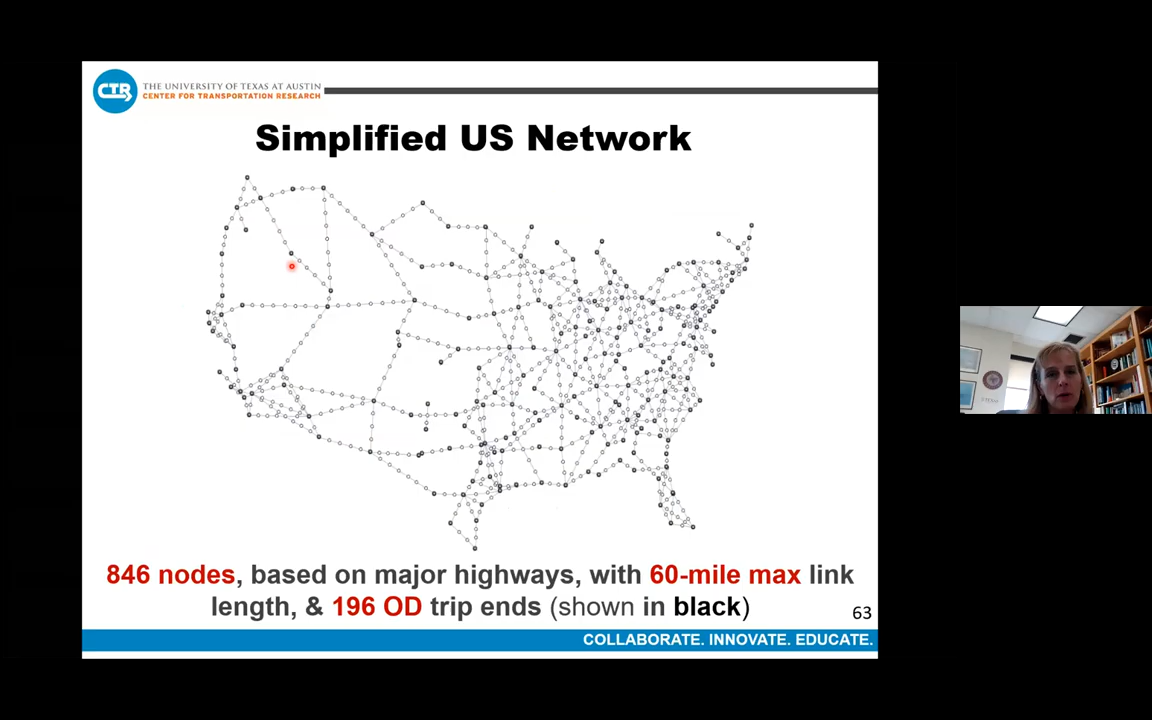 CTR
THE UNIVERSITY OF TEXAS AT AUSTIN
CENTER FOR TRANSPORTATION RESEARCH
Simplified US Network
846 nodes, based on major highways, with 60-mile max link
length, & 196 OD trip ends (shown in black)
63
COLLABORATE. INNOVATE. EDUCATE.